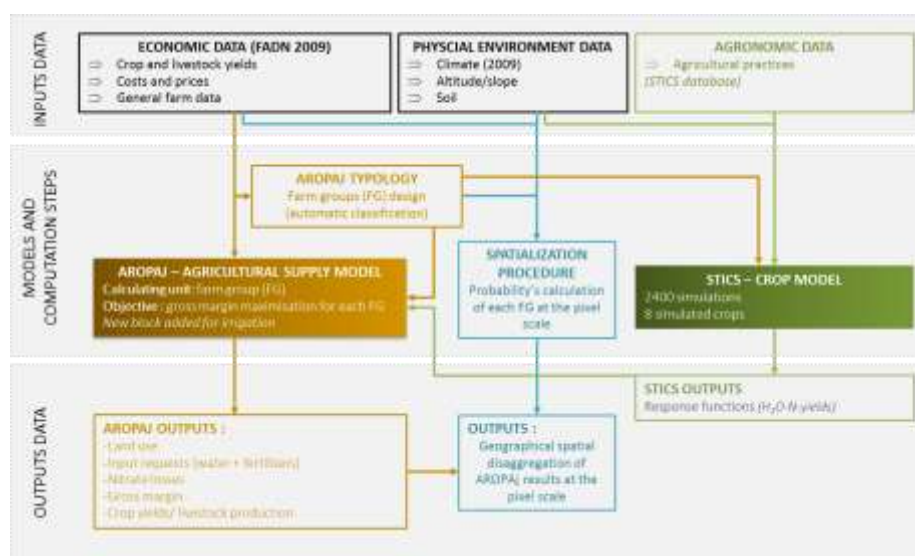 INPUTS DATA
ECONOMIC DATA (FADN 2009)
⇒ Crop and livestock yields
⇒ Costs and prices
⇒ General farm data
PHYSCIAL ENVIRONMENT DATA
⇒ Climate (2009)
⇒ Altitude/slope
⇒ Soil
AGRONOMIC DATA
⇒ Agricultural practices
(STICS database)
MODELS AND
COMPUTATION STEPS
AROPAJ TYPOLOGY
Farm groups (FG) design
(automatic classification)
AROPAJ – AGRICULTURAL SUPPLY MODEL
Calculating unit: farm group (FG)
Objective : gross margin maximisation for each FG
New block added for irrigation
SPATIALIZATION
PROCEDURE
Probability's calculation
of each FG at the pixel
scale
STICS – CROP MODEL
2400 simulations
8 simulated crops
OUTPUTS DATA
STICS OUTPUTS
Response functions (H₂O-N-yields)
AROPAJ OUTPUTS :
-Land use
-Input requests (water + fertilizers)
-Nitrate losses
-Gross margin
-Crop yields/ livestock production
OUTPUTS :
Geographical spatial
disaggregation of
AROPAJ results at the
pixel scale